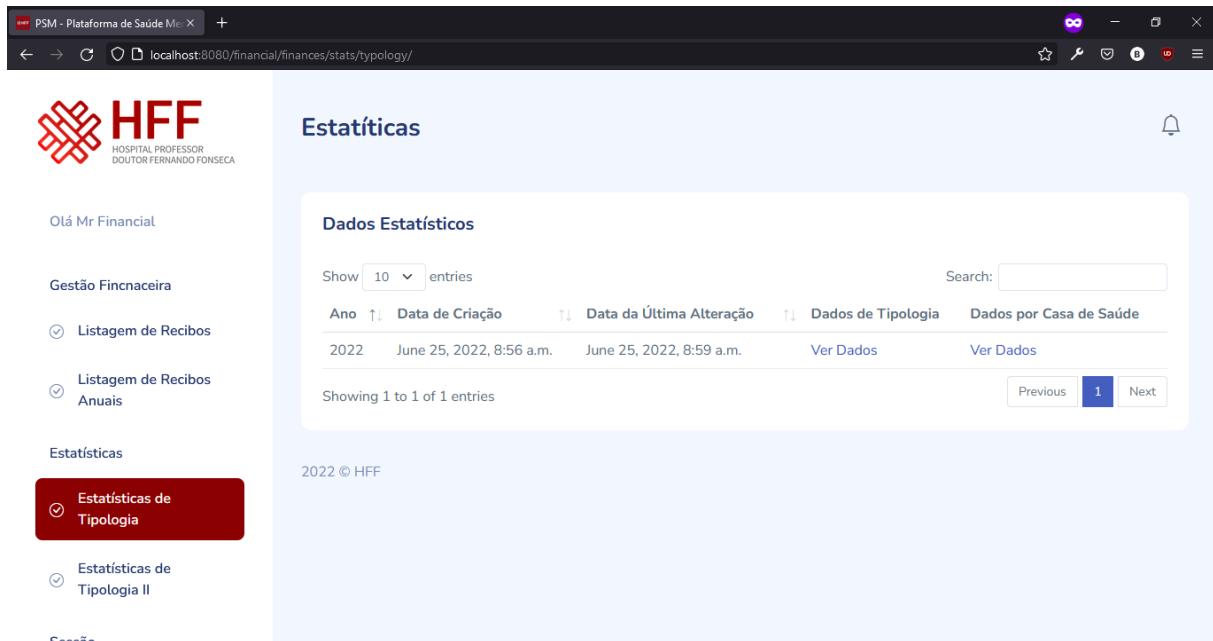 PSM - Plataforma de Saúde Me
localhost:8080/financial/finances/stats/typology/
HFF
HOSPITAL PROFESSOR
DOUTOR FERNANDO FONSECA
Olá Mr Financial
Gestão Fincnaceira
Listagem de Recibos
Listagem de Recibos
Anuais
Estatísticas
Estatísticas de
Tipologia
Estatísticas de
Tipologia II
Sessão
Estatíticas
Dados Estatísticos
Show 10 entries
Search:
Ano Data de Criação Data da Última Alteração Dados de Tipologia Dados por Casa de Saúde
2022 June 25, 2022, 8:56 a.m. June 25, 2022, 8:59 a.m. Ver Dados Ver Dados
Showing 1 to 1 of 1 entries
Previous 1 Next
2022 © HFF